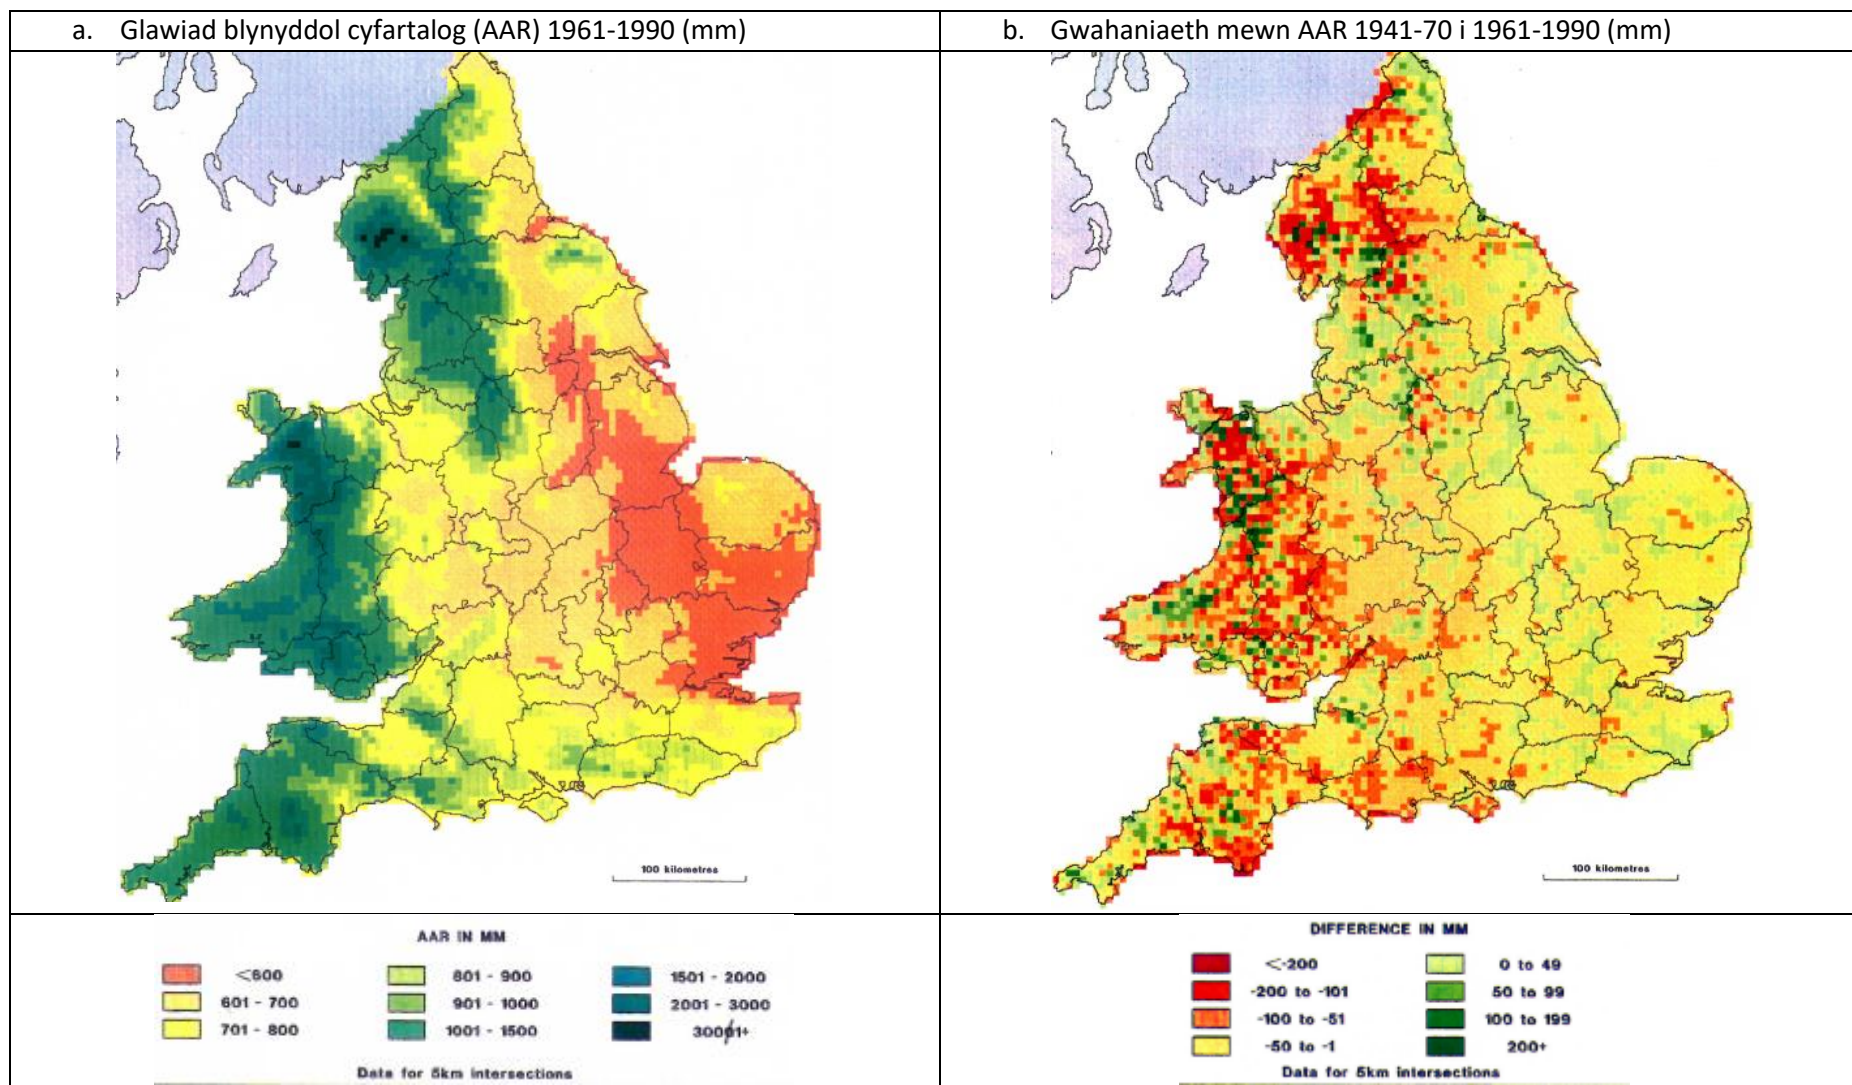 a. Glawiad blynyddol cyfartalog (AAR) 1961-1990 (mm)
b. Gwahaniaeth mewn AAR 1941-70 i 1961-1990 (mm)
100 kilometres
100 kilometres
AAR IN MM
<600
601 - 700
701 - 800
801 - 900
901 - 1000
1001 - 1500
1501 - 2000
2001 - 3000
Data for 5km intersections
DIFFERENCE IN MM
<-200
-200 to -101
-100 to -51
-50 to -1
0 to 49
50 to 99
100 to 199
200+
Data for 5km intersections